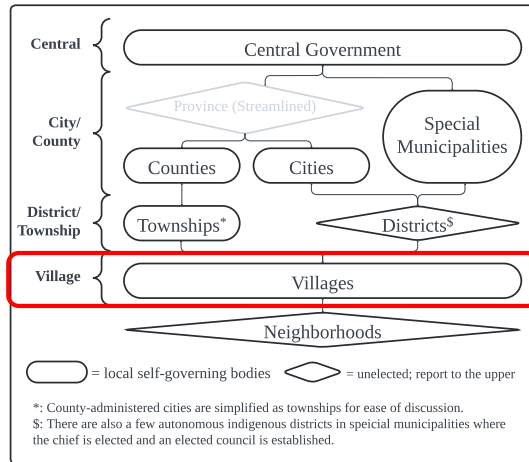 Central
Central Government
City/
County
Province (Streamlined)
Special
Municipalities
Counties
Cities
District/
Township
Townships*
Districts$
Village
Villages
Neighborhoods
= local self-governing bodies
= unelected; report to the upper
*: County-administered cities are simplified as townships for ease of discussion.
$: There are also a few autonomous indigenous districts in speicial municipalities where
the chief is elected and an elected council is established.